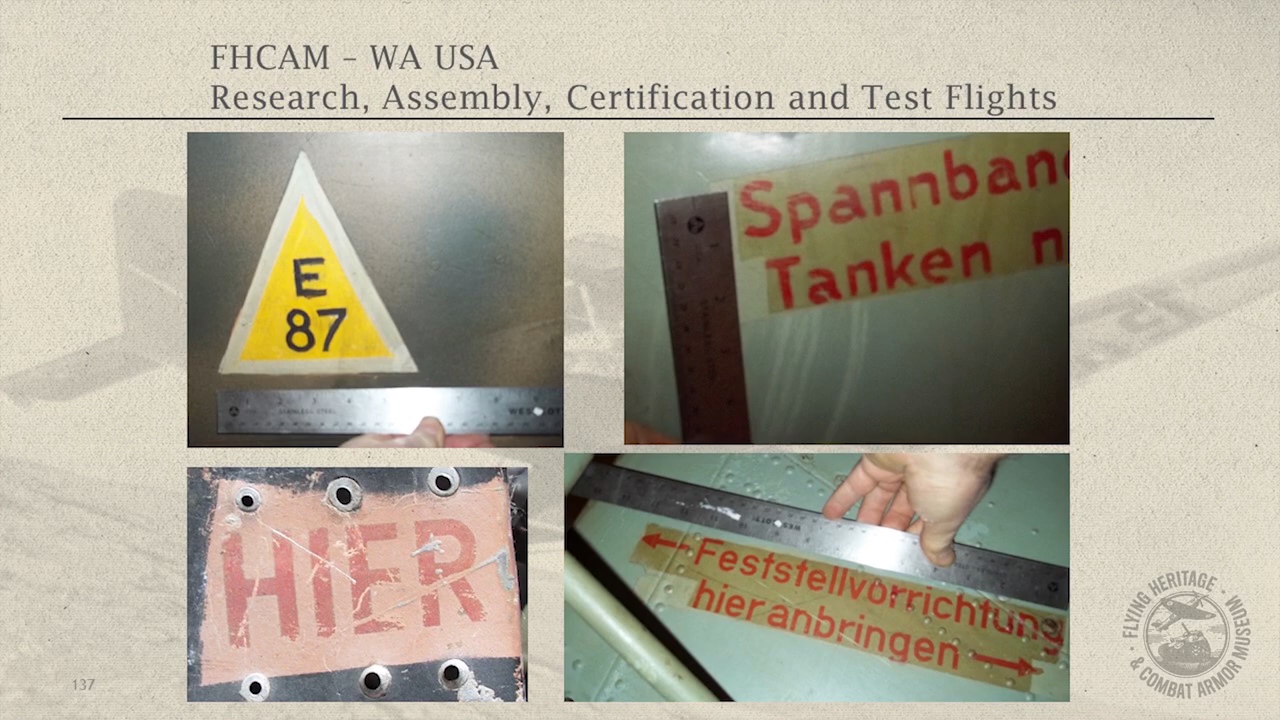 FHCAM – WA USA
Research, Assembly, Certification and Test Flights
E
87
Spannban
Tanken n
HIER
Feststellvorrichtung
hier anbringen
137
FLYING HERITAGE
& COMBAT ARMOR MUSEUM